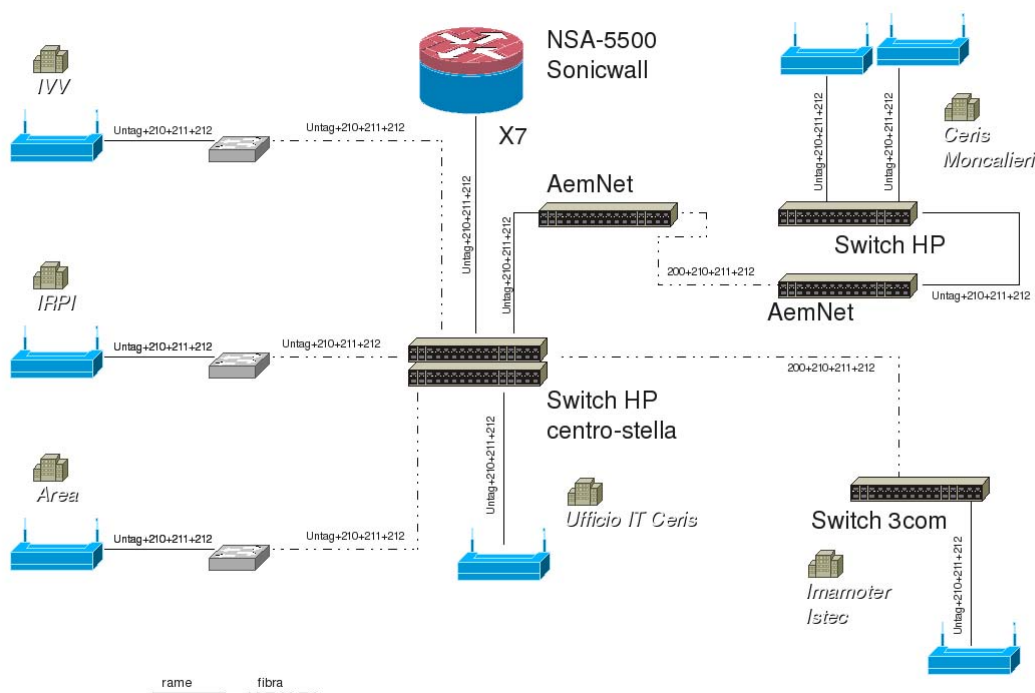 NSA-5500
Sonicwall
IVV
Untag+210+211+212
Untag+210+211+212
X7
Untag+210+211+212
Untag+210+211+212
Untag+210+211+212
Ceris
Moncalieri
AemNet
Untag+210+211+212
Switch HP
200+210+211+212
AemNet
Untag+210+211+212
IRPI
Untag+210+211+212
Untag+210+211+212
200+210+211+212
Switch HP
centro-stella
Area
Untag+210+211+212
Untag+210+211+212
Untag+210+211+212
Ufficio IT Ceris
Switch 3com
Imamoter
Istec
Untag+210+211+212
rame
fibra